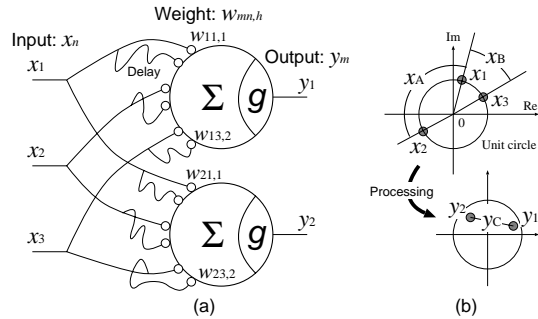 Weight: wmn,h
Input: xn
w11,1
Output: ym
x1
Delay
Σ
g
y1
w13,2
x2
w21,1
x3
Σ
g
y2
w23,2
(a)
Im
xB
xA
x1
x3
Re
0
x2
Unit circle
Processing
y2
yC
y1
(b)